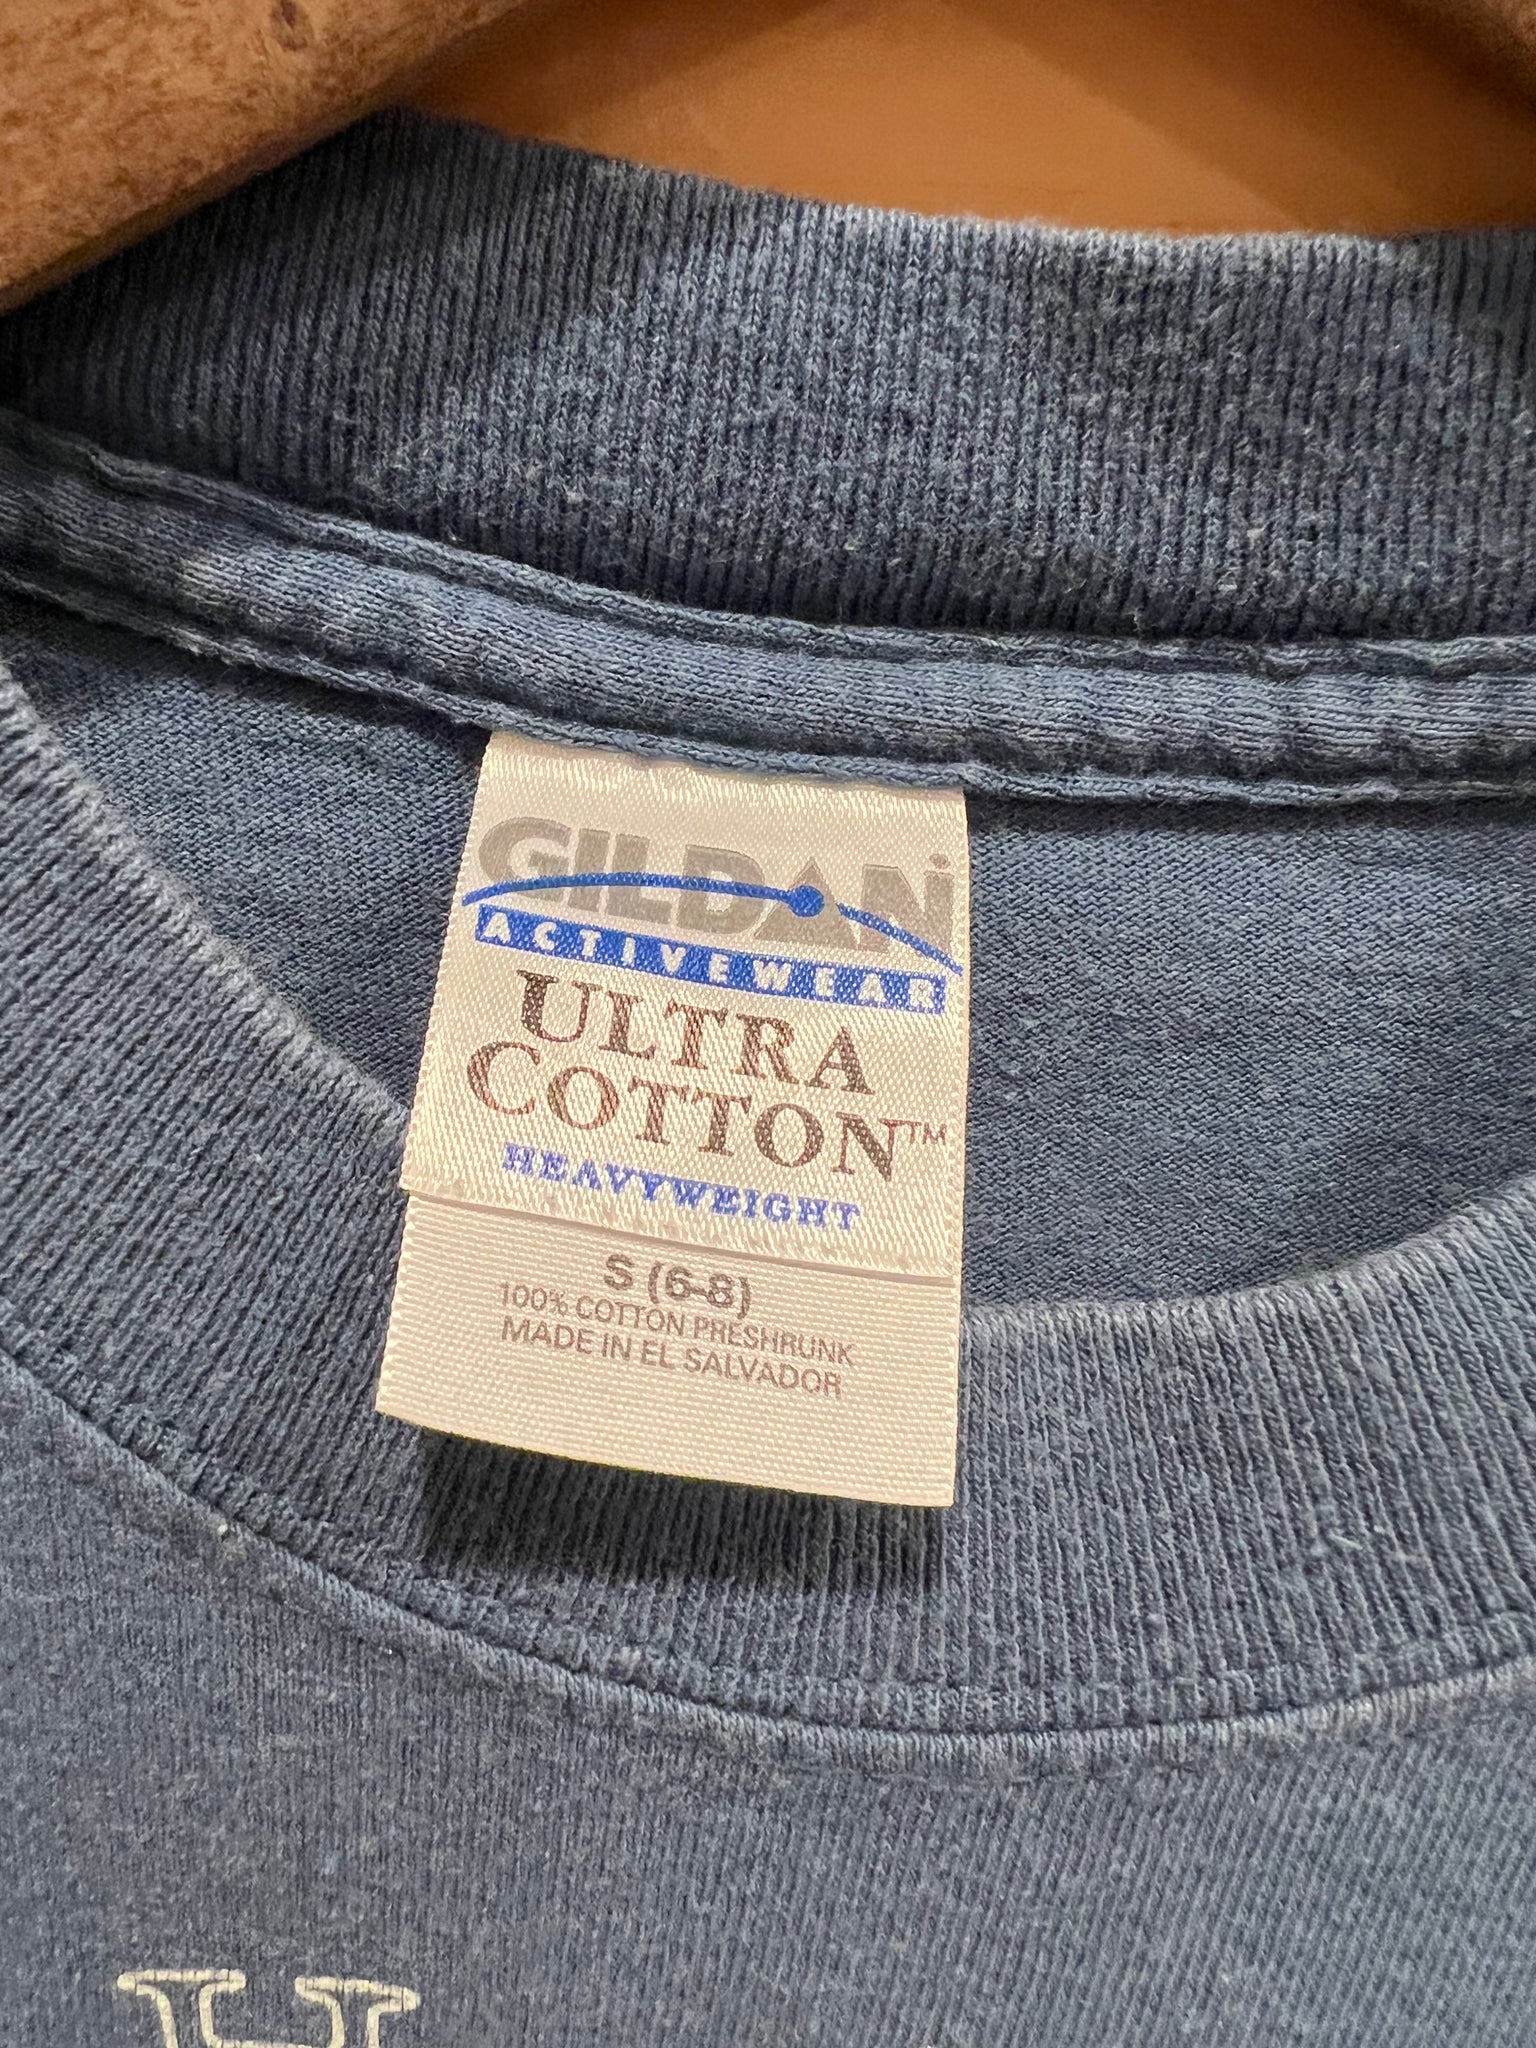 GILDAN
ACTIVEWEAR
ULTRA
COTTON™
HEAVYWEIGHT
S (6-8)
100% COTTON PRESHRUNK
MADE IN EL SALVADOR